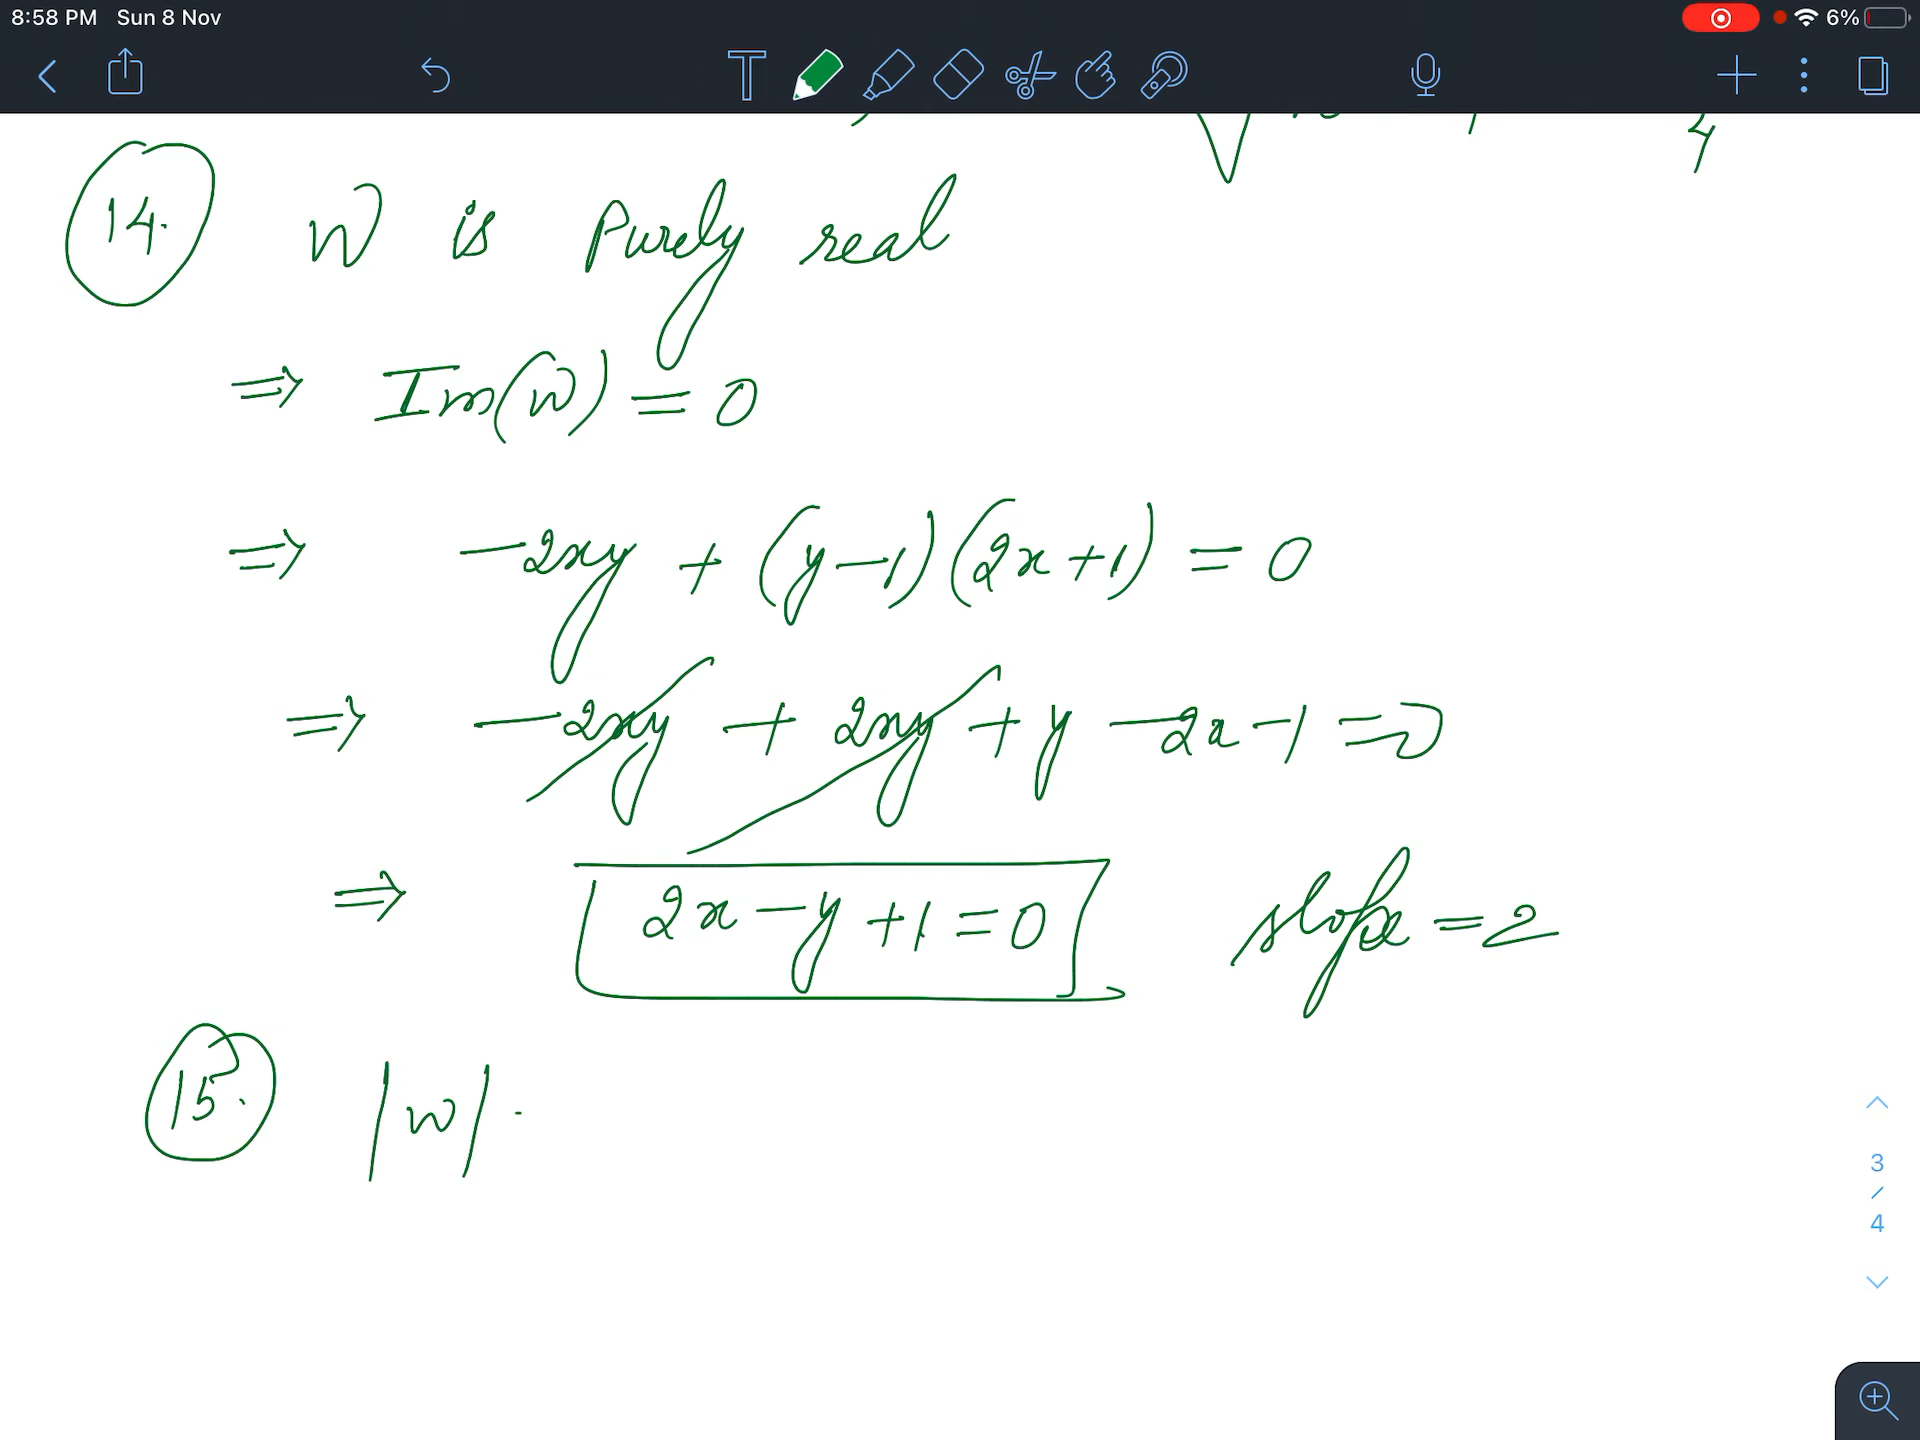 8:58 PM Sun 8 Nov 6%
T
4
14. W is Purely real
⇒ Im(W) = 0
⇒ -2xy + (y-1)(2x+1) = 0
⇒ -2xy + 2xy + y -2x -1 = 0
⇒ 2x - y + 1 = 0 slope = 2
15. |W|.
3
/
4